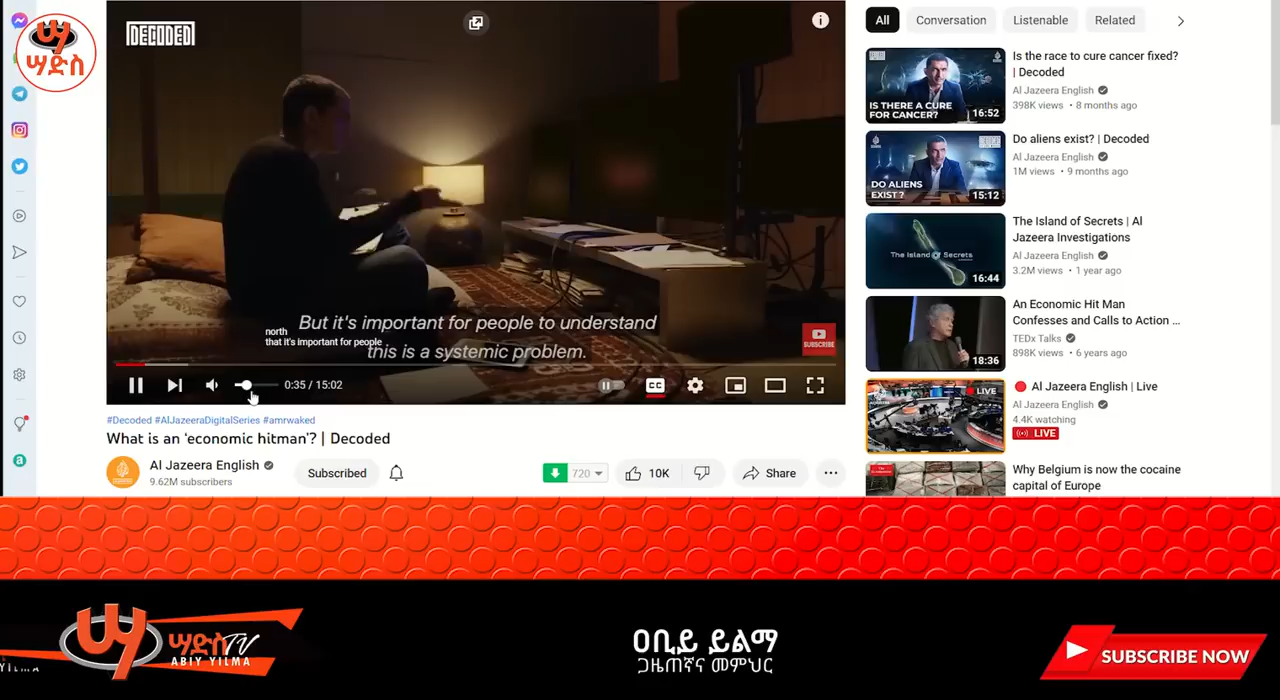 ሣድስ
DECODED
But it's important for people to understand
this is a systemic problem.
north
that it's important for people
SUBSCRIBE
0:35 / 15:02
CC
#Decoded #AlJazeeraDigitalSeries #amrwaked
What is an ‘economic hitman’? | Decoded
Al Jazeera English
9.62M subscribers
Subscribed
720
10K
Share
All
Conversation
Listenable
Related
IS THERE A CURE
FOR CANCER?
16:52
Is the race to cure cancer fixed?
| Decoded
Al Jazeera English
398K views • 8 months ago
DO ALIENS
EXIST ?
15:12
Do aliens exist? | Decoded
Al Jazeera English
1M views • 9 months ago
The Island of Secrets
16:44
The Island of Secrets | Al
Jazeera Investigations
Al Jazeera English
3.2M views • 1 year ago
18:36
An Economic Hit Man
Confesses and Calls to Action ...
TEDx Talks
898K views • 6 years ago
LIVE
Al Jazeera English | Live
Al Jazeera English
4.4K watching
LIVE
Why Belgium is now the cocaine
capital of Europe
ሣድስ TV
ABIY YILMA
ዐቢይ ይልማ
ጋዜጠኛና መምህር
SUBSCRIBE NOW